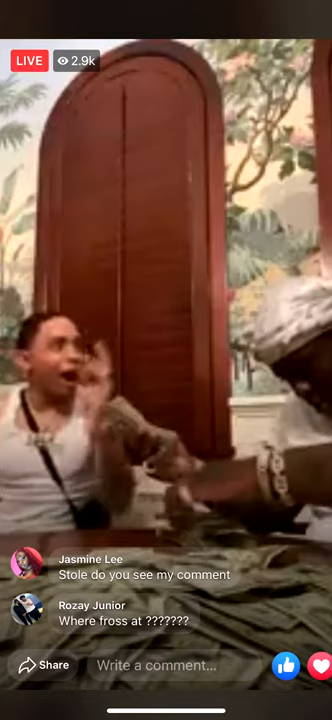 LIVE
2.9k
Jasmine Lee
Stole do you see my comment
Rozay Junior
Where fross at ???????
Share
Write a comment...